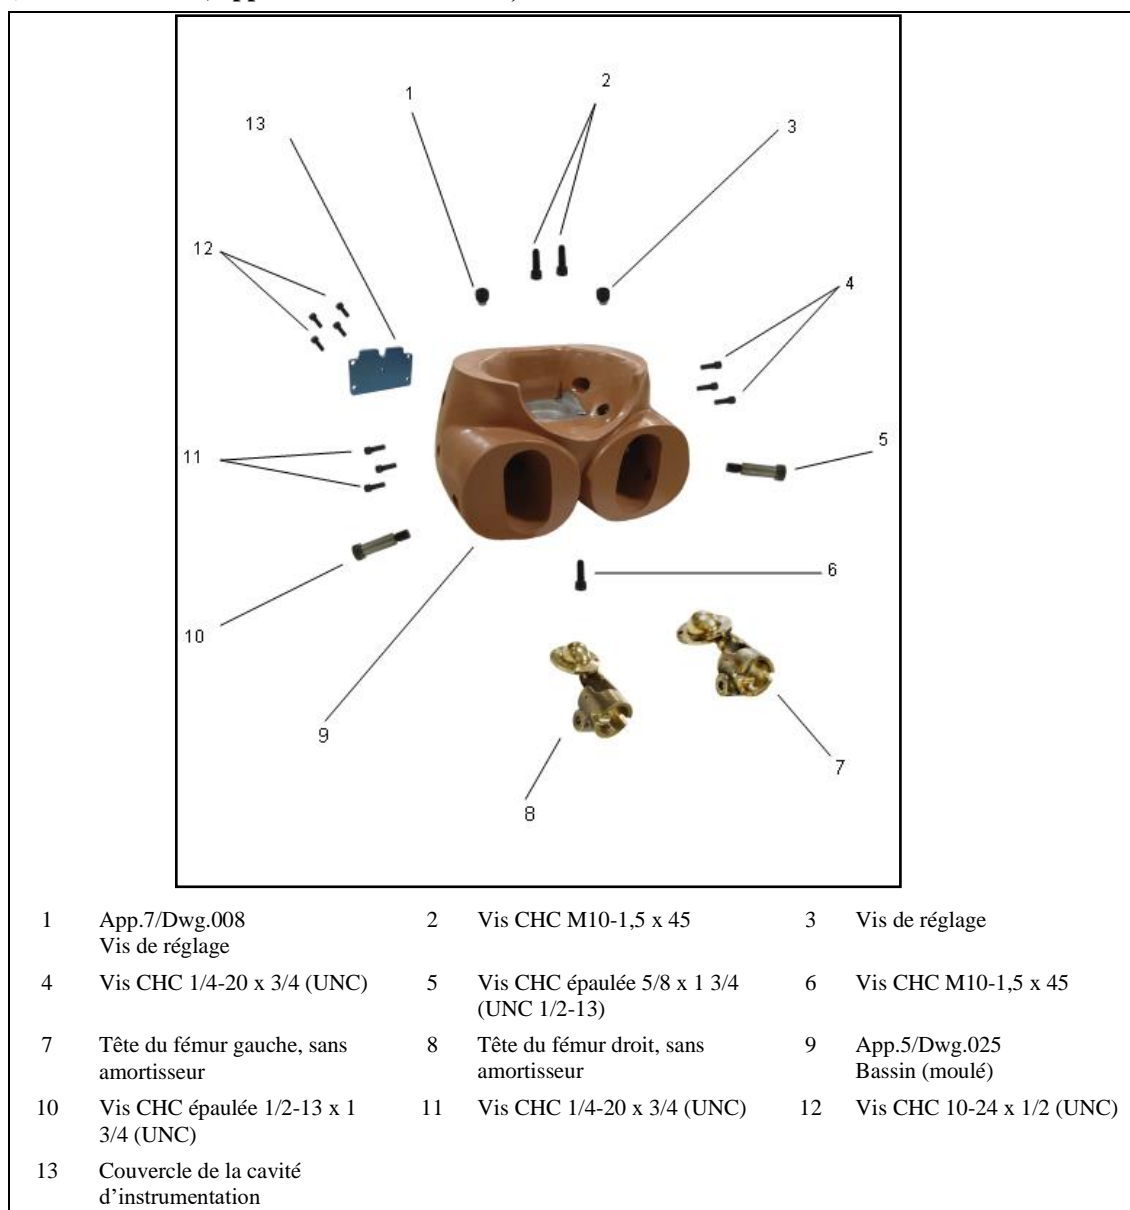 2
1
13
3
12
4
5
11
6
10
9
7
8
1 App.7/Dwg.008 2 Vis CHC M10-1,5 x 45 3 Vis de réglage
Vis de réglage
4 Vis CHC 1/4-20 x 3/4 (UNC) 5 Vis CHC épaulée 5/8 x 1 3/4 6 Vis CHC M10-1,5 x 45
(UNC 1/2-13)
7 Tête du fémur gauche, sans 8 Tête du fémur droit, sans 9 App.5/Dwg.025
amortisseur amortisseur Bassin (moulé)
10 Vis CHC épaulée 1/2-13 x 1 11 Vis CHC 1/4-20 x 3/4 (UNC) 12 Vis CHC 10-24 x 1/2 (UNC)
3/4 (UNC)
13 Couvercle de la cavité
d’instrumentation